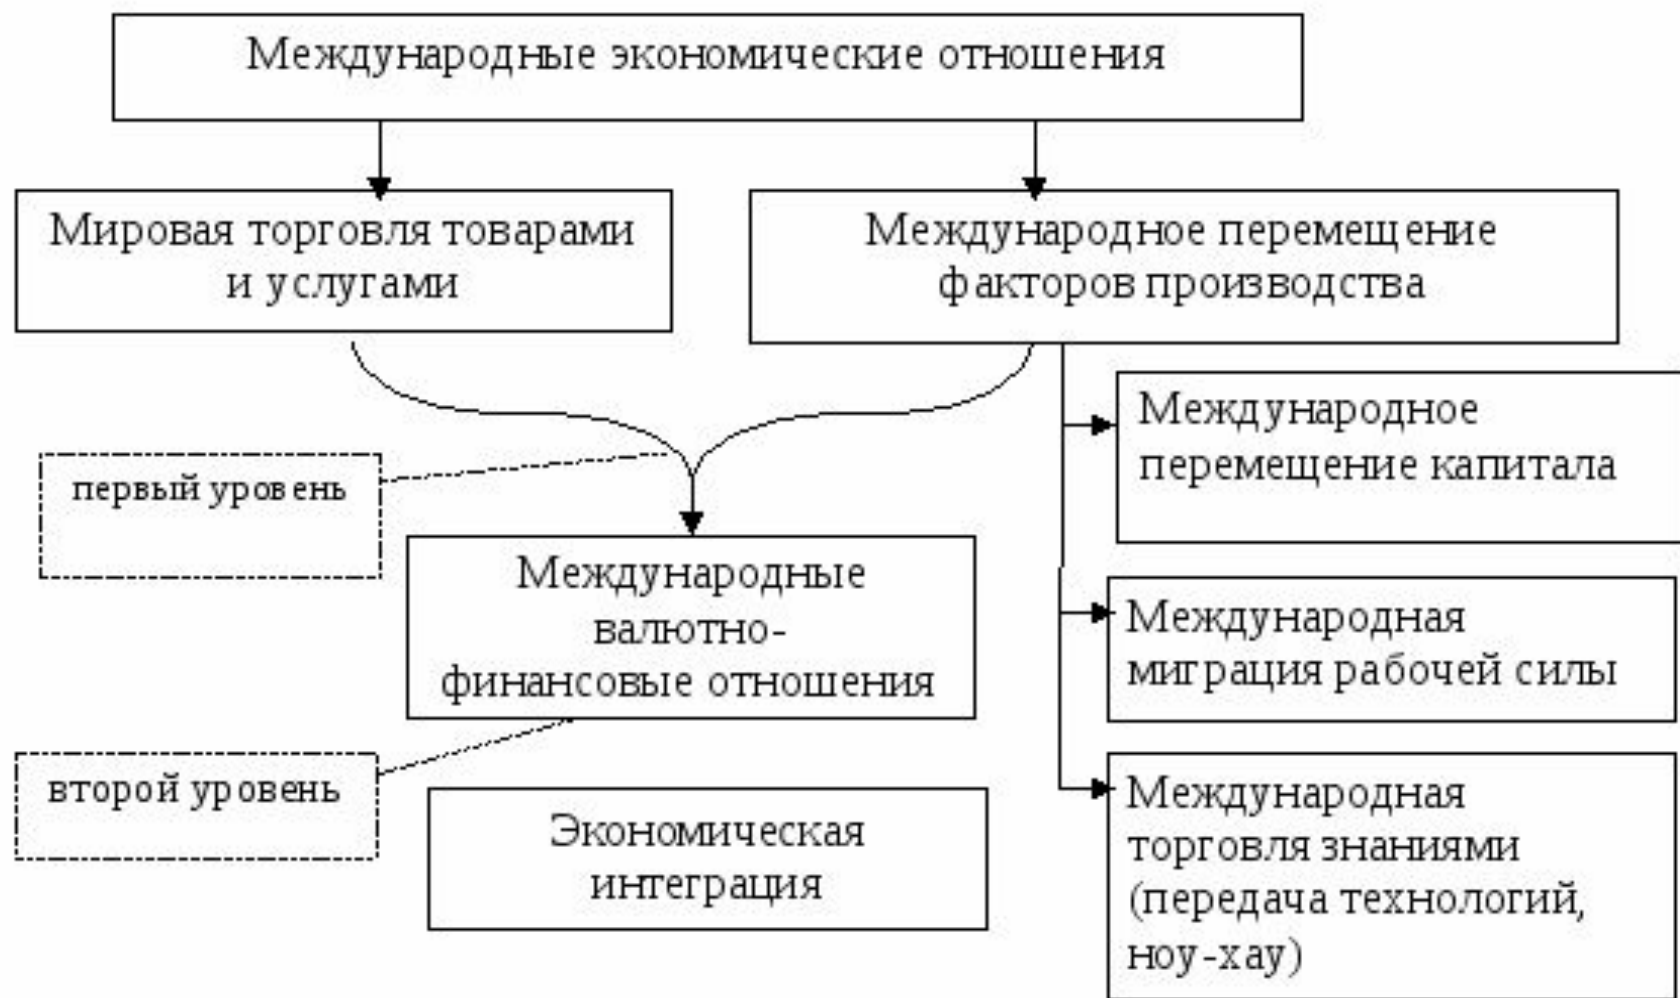 Международные экономические отношения
Мировая торговля товарами
и услугами
Международное перемещение
факторов производства
Международное
перемещение капитала
первый уровень
Международные
валютно-
финансовые отношения
Международная
миграция рабочей силы
второй уровень
Экономическая
интеграция
Международная
торговля знаниями
(передача технологий,
ноу-хау)